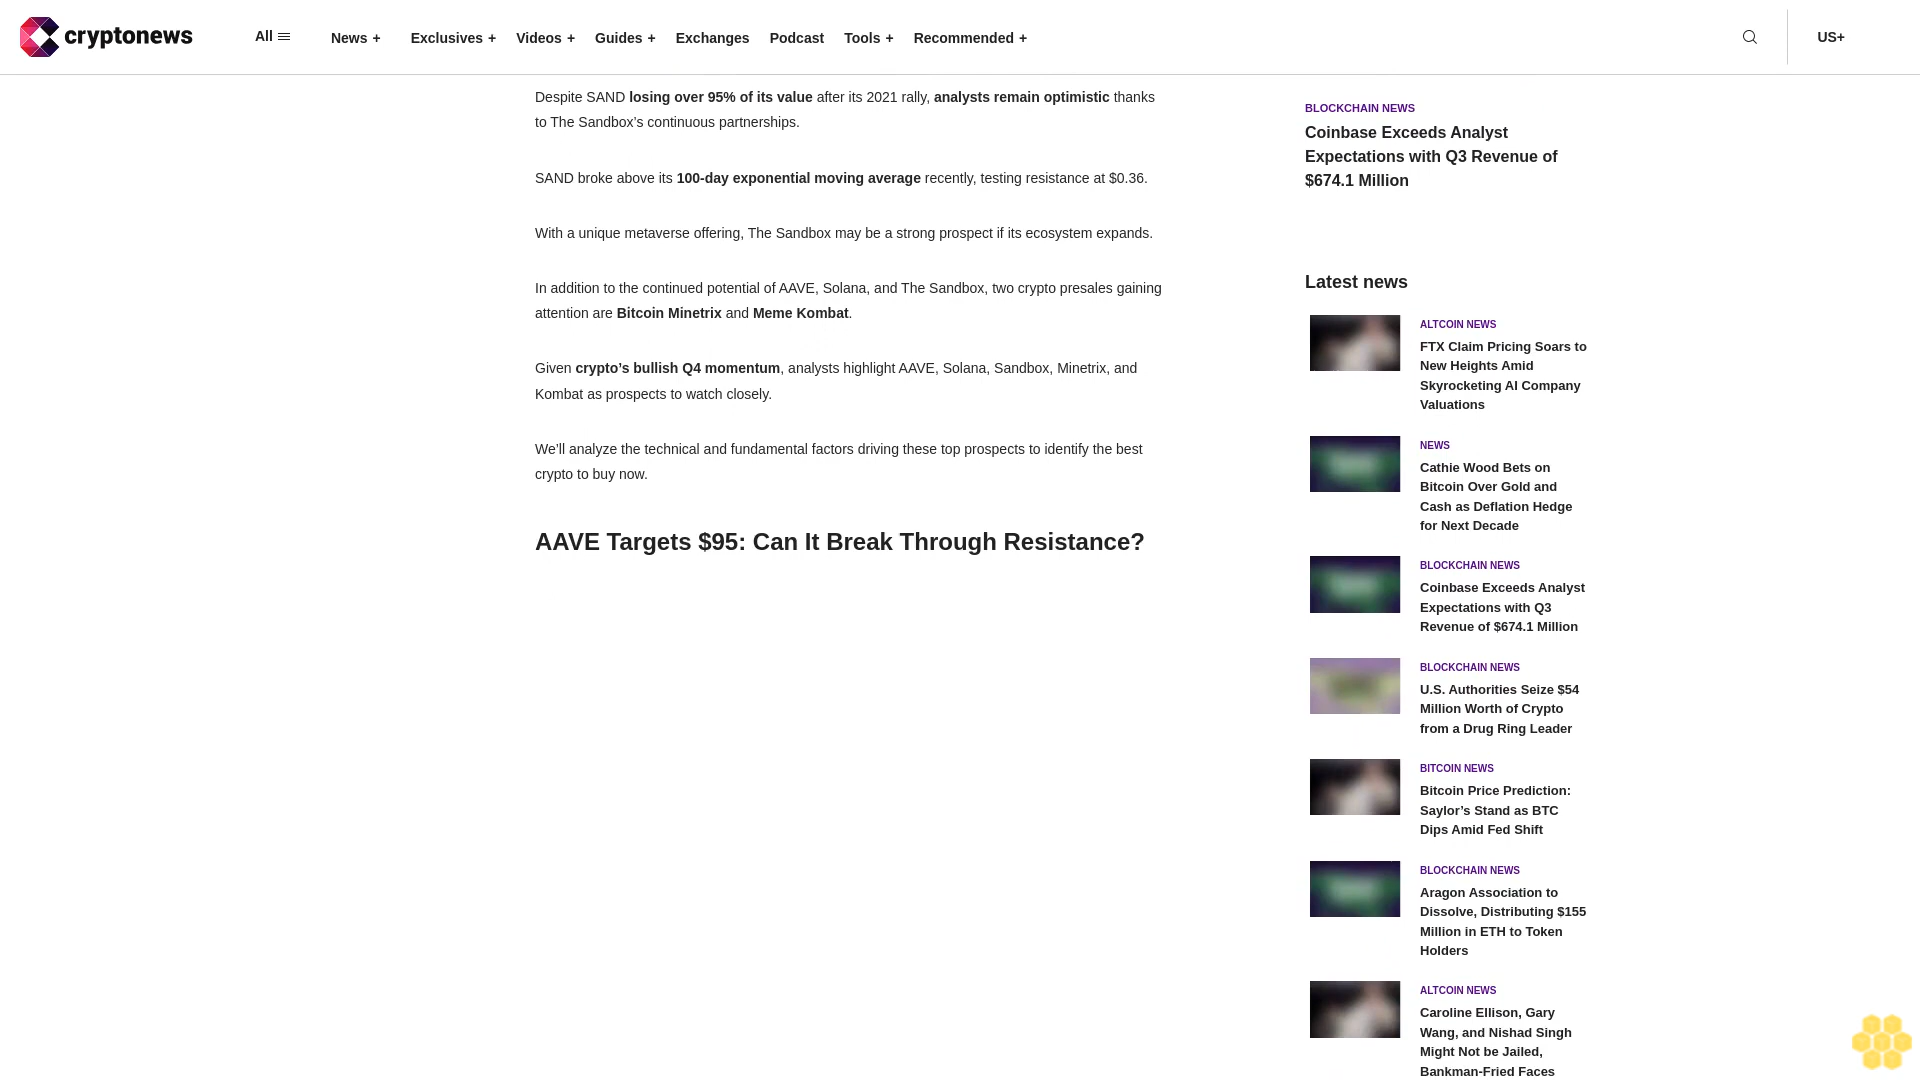 cryptonews
All
News +
Exclusives +
Videos +
Guides +
Exchanges
Podcast
Tools +
Recommended +
US+
Despite SAND losing over 95% of its value after its 2021 rally, analysts remain optimistic thanks
to The Sandbox’s continuous partnerships.
SAND broke above its 100-day exponential moving average recently, testing resistance at $0.36.
With a unique metaverse offering, The Sandbox may be a strong prospect if its ecosystem expands.
In addition to the continued potential of AAVE, Solana, and The Sandbox, two crypto presales gaining
attention are Bitcoin Minetrix and Meme Kombat.
Given crypto’s bullish Q4 momentum, analysts highlight AAVE, Solana, Sandbox, Minetrix, and
Kombat as prospects to watch closely.
We’ll analyze the technical and fundamental factors driving these top prospects to identify the best
crypto to buy now.
AAVE Targets $95: Can It Break Through Resistance?
BLOCKCHAIN NEWS
Coinbase Exceeds Analyst
Expectations with Q3 Revenue of
$674.1 Million
Latest news
ALTCOIN NEWS
FTX Claim Pricing Soars to
New Heights Amid
Skyrocketing AI Company
Valuations
NEWS
Cathie Wood Bets on
Bitcoin Over Gold and
Cash as Deflation Hedge
for Next Decade
BLOCKCHAIN NEWS
Coinbase Exceeds Analyst
Expectations with Q3
Revenue of $674.1 Million
BLOCKCHAIN NEWS
U.S. Authorities Seize $54
Million Worth of Crypto
from a Drug Ring Leader
BITCOIN NEWS
Bitcoin Price Prediction:
Saylor’s Stand as BTC
Dips Amid Fed Shift
BLOCKCHAIN NEWS
Aragon Association to
Dissolve, Distributing $155
Million in ETH to Token
Holders
ALTCOIN NEWS
Caroline Ellison, Gary
Wang, and Nishad Singh
Might Not be Jailed,
Bankman-Fried Faces